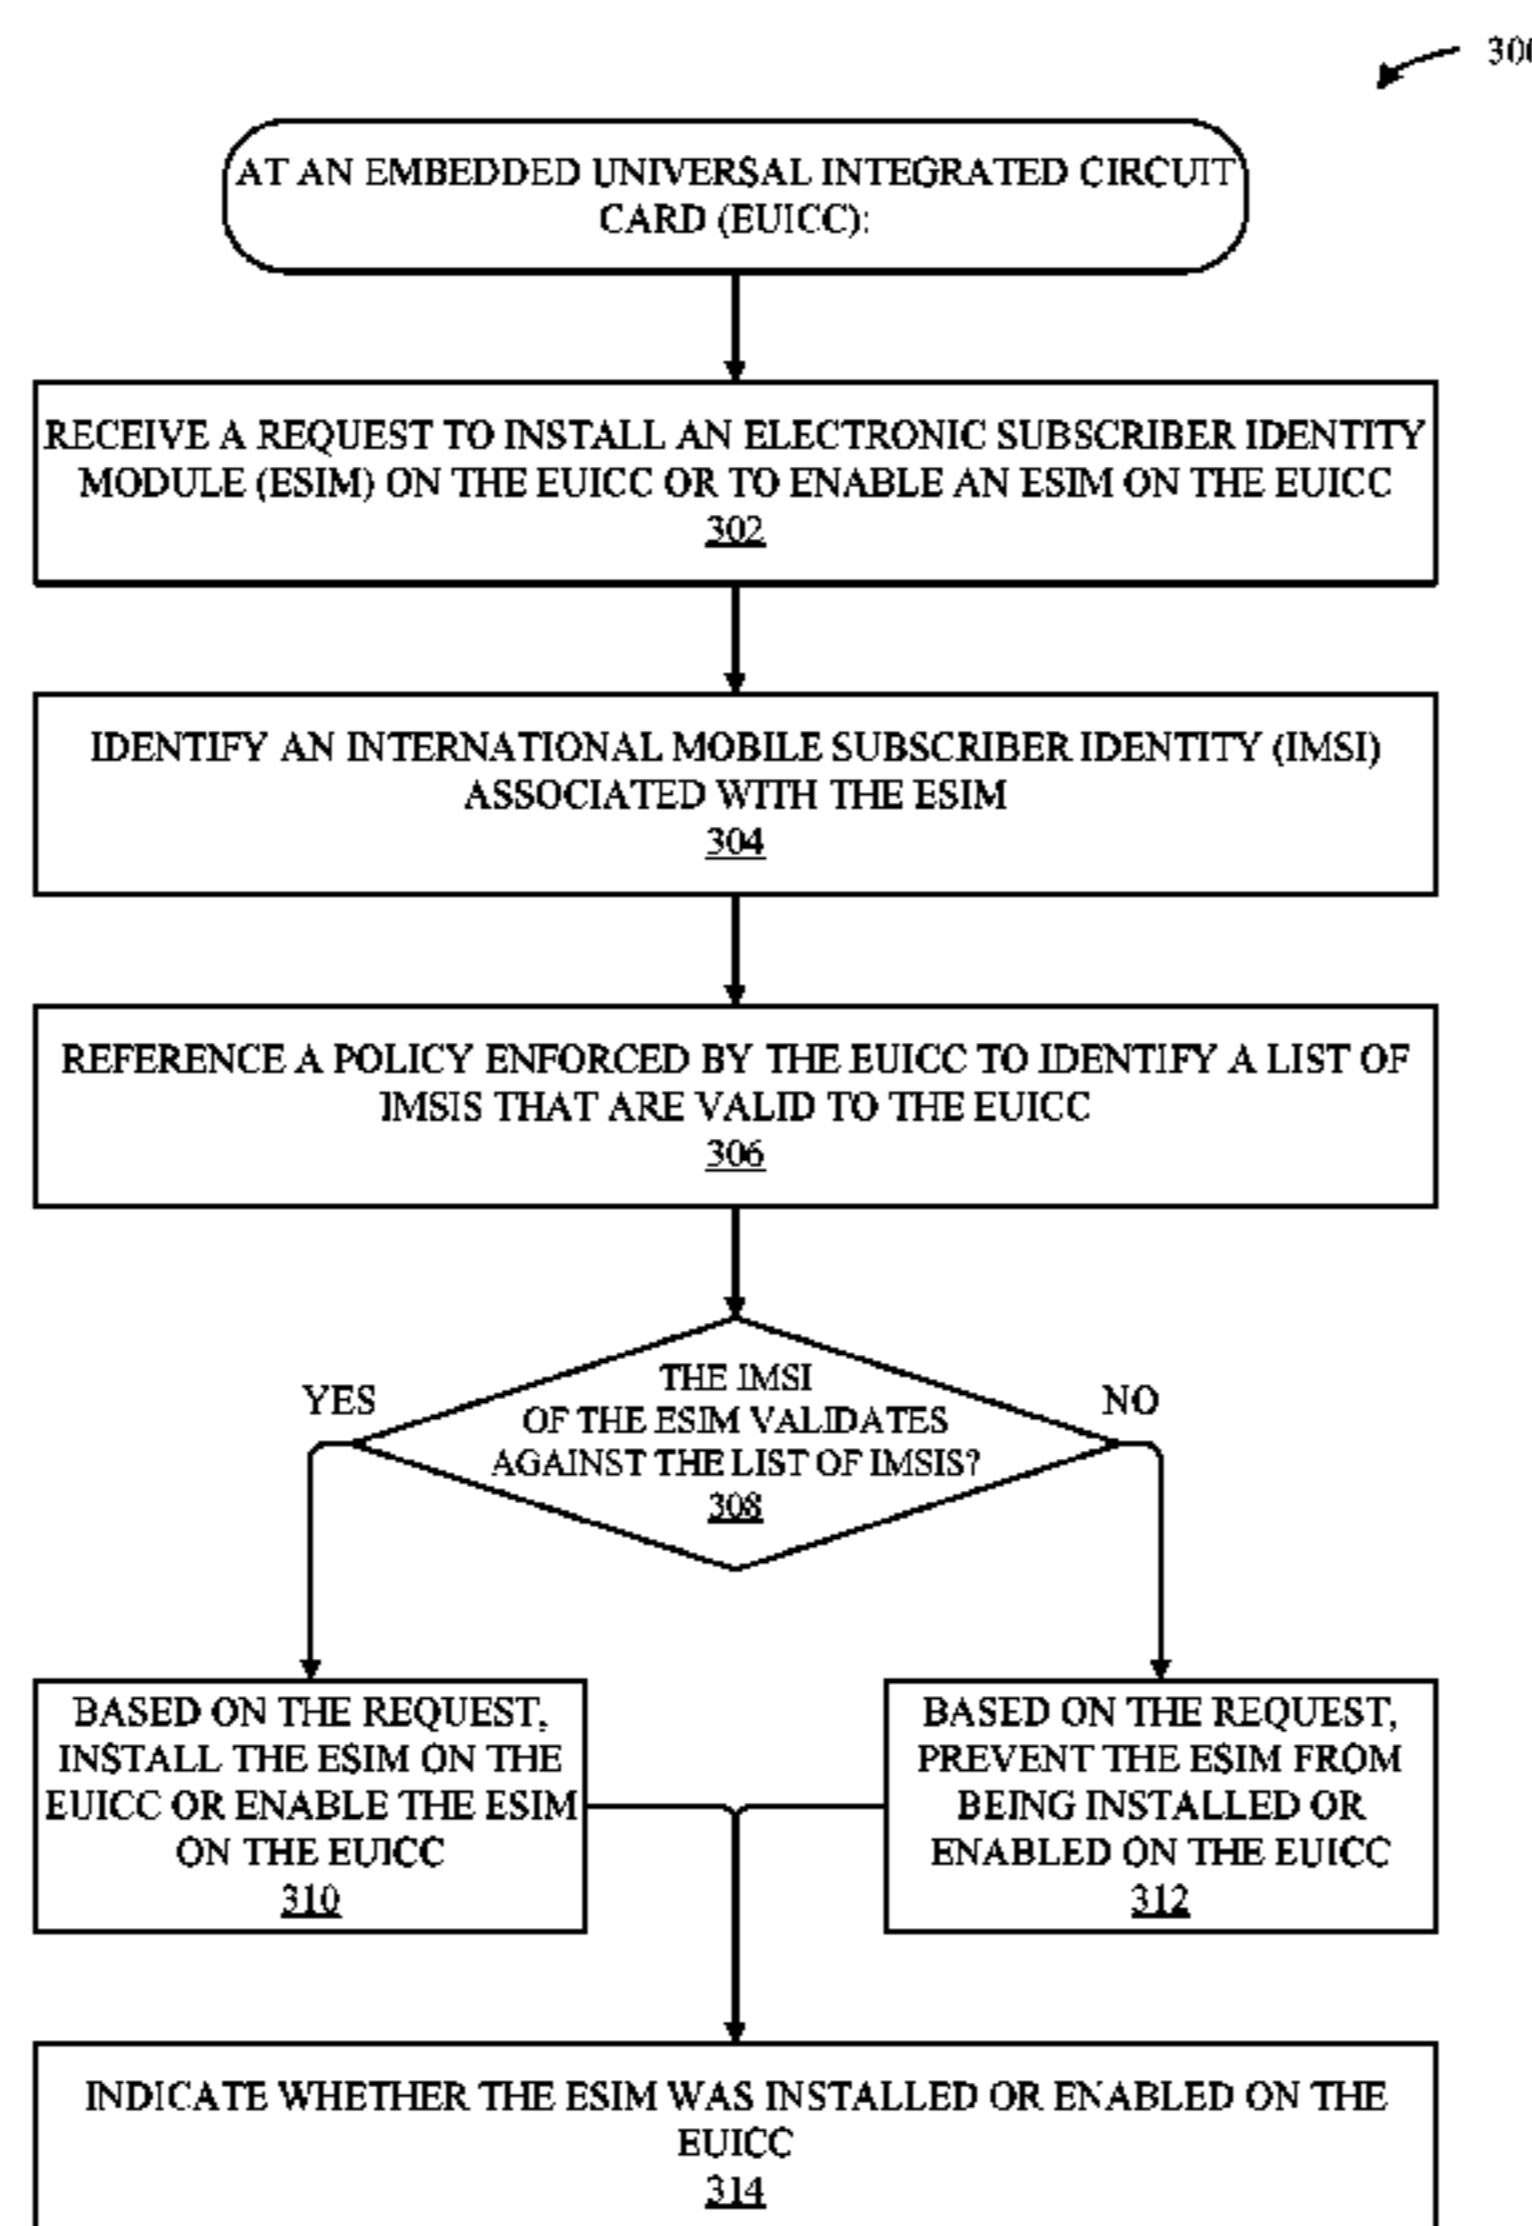 300
AT AN EMBEDDED UNIVERSAL INTEGRATED CIRCUIT
CARD (EUICC):
RECEIVE A REQUEST TO INSTALL AN ELECTRONIC SUBSCRIBER IDENTITY
MODULE (ESIM) ON THE EUICC OR TO ENABLE AN ESIM ON THE EUICC
302
IDENTIFY AN INTERNATIONAL MOBILE SUBSCRIBER IDENTITY (IMSI)
ASSOCIATED WITH THE ESIM
304
REFERENCE A POLICY ENFORCED BY THE EUICC TO IDENTIFY A LIST OF
IMSIS THAT ARE VALID TO THE EUICC
306
THE IMSI
OF THE ESIM VALIDATES
AGAINST THE LIST OF IMSIS?
308
YES
NO
BASED ON THE REQUEST,
INSTALL THE ESIM ON THE
EUICC OR ENABLE THE ESIM
ON THE EUICC
310
BASED ON THE REQUEST,
PREVENT THE ESIM FROM
BEING INSTALLED OR
ENABLED ON THE EUICC
312
INDICATE WHETHER THE ESIM WAS INSTALLED OR ENABLED ON THE
EUICC
314